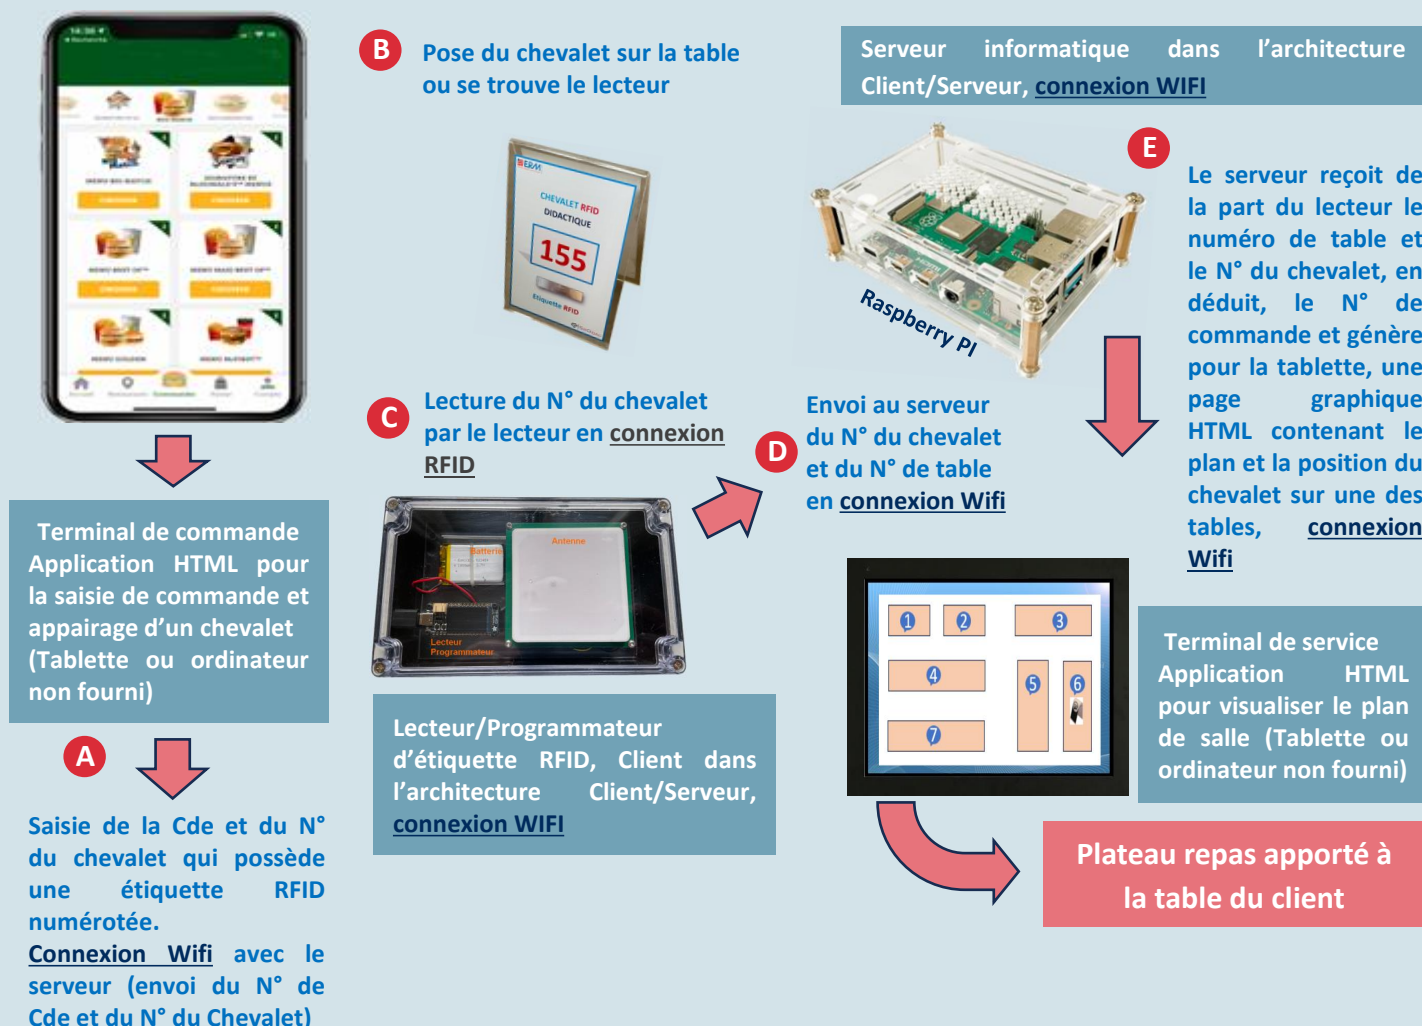 14:36
B
Pose du chevalet sur la table
ou se trouve le lecteur
ERM
CHEVALET RFID
DIDACTIQUE
155
Etiquette RFID
Serveur informatique dans l’architecture
Client/Serveur, connexion WIFI
Raspberry PI
E
Le serveur reçoit de
la part du lecteur le
numéro de table et
le N° du chevalet, en
déduit, le N° de
commande et génère
pour la tablette, une
page graphique
HTML contenant le
plan et la position du
chevalet sur une des
tables, connexion
Wifi
C
Lecture du N° du chevalet
par le lecteur en connexion
RFID
D
Envoi au serveur
du N° du chevalet
et du N° de table
en connexion Wifi
Terminal de commande
Application HTML pour
la saisie de commande et
appairage d’un chevalet
(Tablette ou ordinateur
non fourni)
Batterie
Antenne
Lecteur
Programmateur
Lecteur/Programmateur
d’étiquette RFID, Client dans
l’architecture Client/Serveur,
connexion WIFI
1 2 3
4 5 6
7
Terminal de service
Application HTML
pour visualiser le plan
de salle (Tablette ou
ordinateur non fourni)
A
Saisie de la Cde et du N°
du chevalet qui possède
une étiquette RFID
numérotée.
Connexion Wifi avec le
serveur (envoi du N° de
Cde et du N° du Chevalet)
Plateau repas apporté à
la table du client